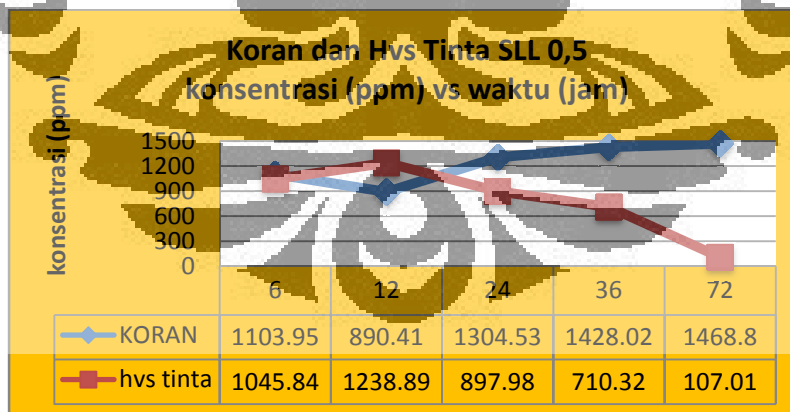 Koran dan Hvs Tinta SLL 0,5
konsentrasi (ppm) vs waktu (jam)
konsentrasi (ppm)
1500
1200
900
600
300
0
6 12 24 36 72
KORAN 1103.95 890.41 1304.53 1428.02 1468.8
hvs tinta 1045.84 1238.89 897.98 710.32 107.01